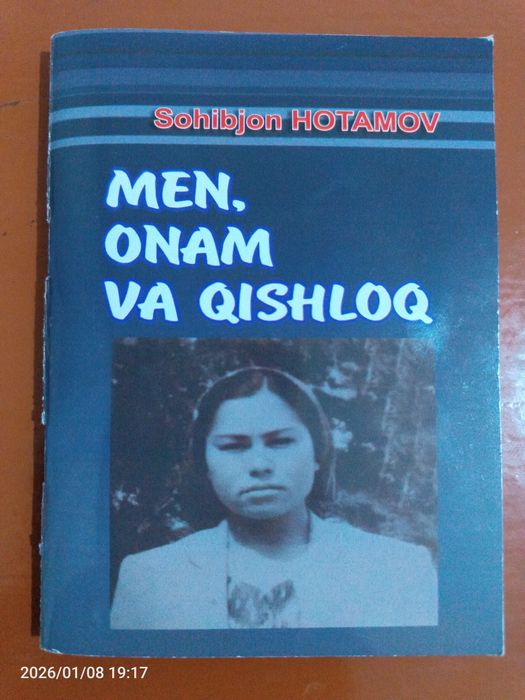 Sohibjon HOTAMOV
MEN,
ONAM
VA QISHLOQ
2026/01/08 19:17